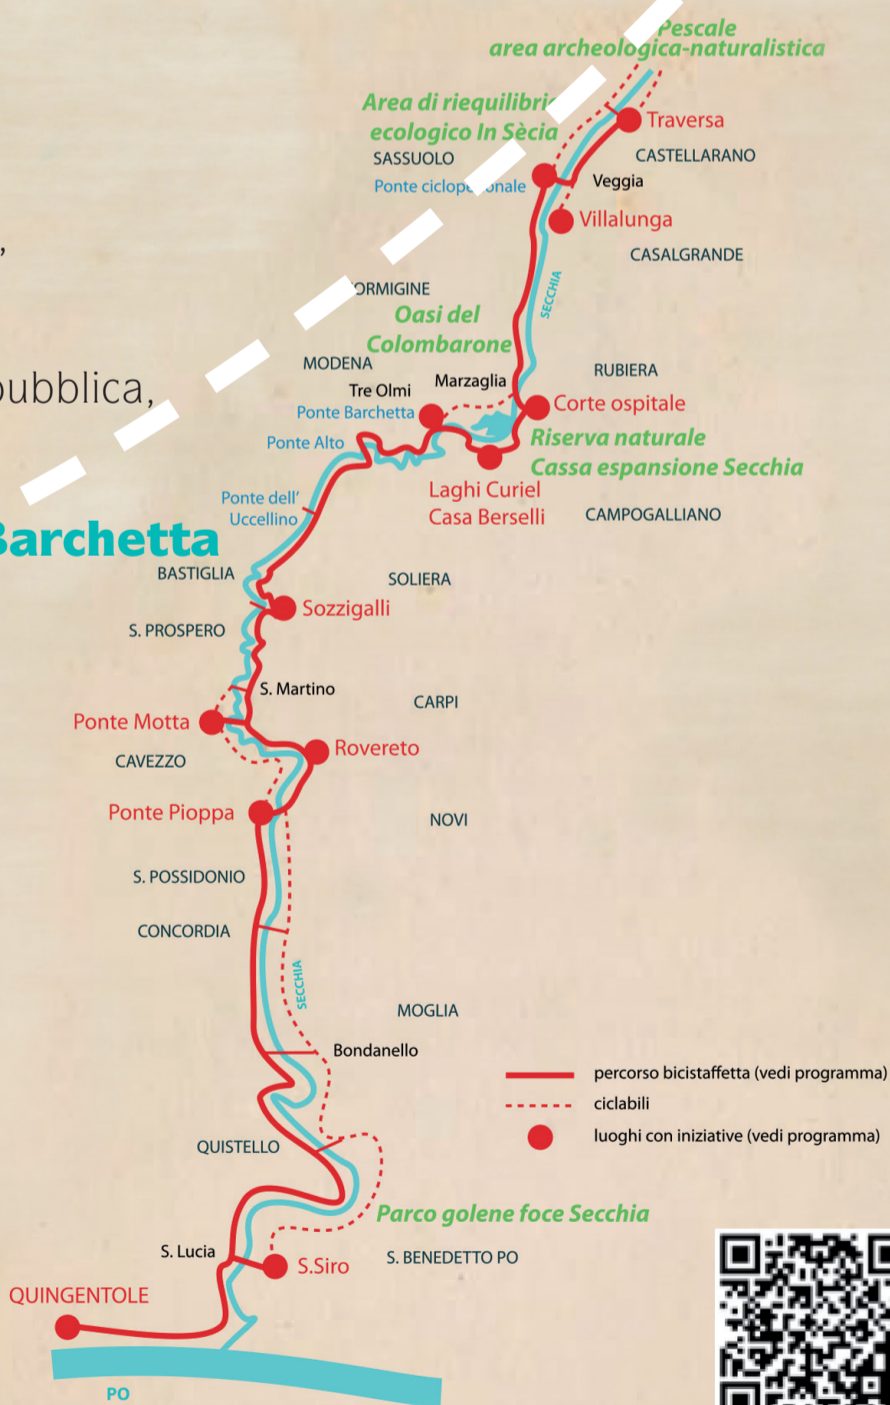 Pescale
area archeologica-naturalistica
Area di riequilibrio
ecologico In Sècia
Traversa
SASSUOLO
CASTELLARANO
Ponte ciclopedonale
Veggia
Villalunga
CASALGRANDE
,
SECCHIA
ORMIGINE
Oasi del
Colombarone
MODENA
RUBIERA
Marzaglia
Tre Olmi
pubblica,
Ponte Barchetta
Corte ospitale
Ponte Alto
Riserva naturale
Cassa espansione Secchia
Laghi Curiel
Casa Berselli
Ponte dell'
Uccellino
CAMPOGALLIANO
Barchetta
BASTIGLIA
SOLIERA
Sozzigalli
S. PROSPERO
S. Martino
CARPI
Ponte Motta
Rovereto
CAVEZZO
Ponte Pioppa
NOVI
S. POSSIDONIO
CONCORDIA
SECCHIA
MOGLIA
Bondanello
percorso bicistaffetta (vedi programma)
ciclabili
luoghi con iniziative (vedi programma)
QUISTELLO
Parco golene foce Secchia
S. Lucia
S. BENEDETTO PO
S.Siro
QUINGENTOLE
PO